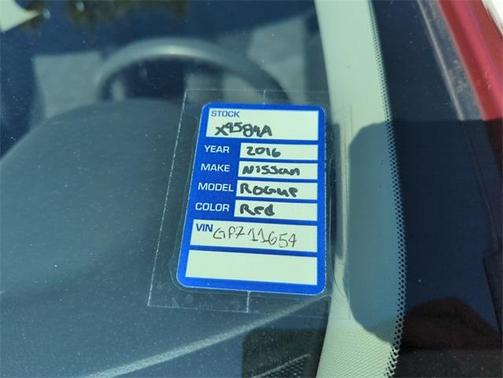 STOCK
X9584A
YEAR 2016
MAKE Nissan
MODEL Rogue
COLOR Red
VIN GP711654